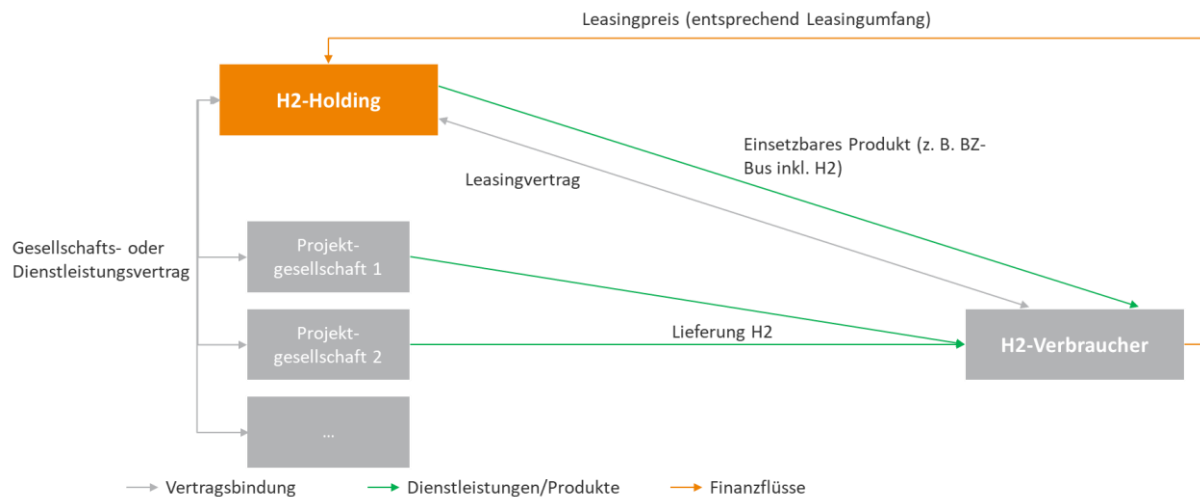 Leasingpreis (entsprechend Leasingumfang)
H2-Holding
Einsetzbares Produkt (z. B. BZ-
Bus inkl. H2)
Leasingvertrag
Gesellschafts- oder
Dienstleistungsvertrag
Projekt-
gesellschaft 1
Projekt-
gesellschaft 2
Lieferung H2
H2-Verbraucher
...
Vertragsbindung
Dienstleistungen/Produkte
Finanzflüsse